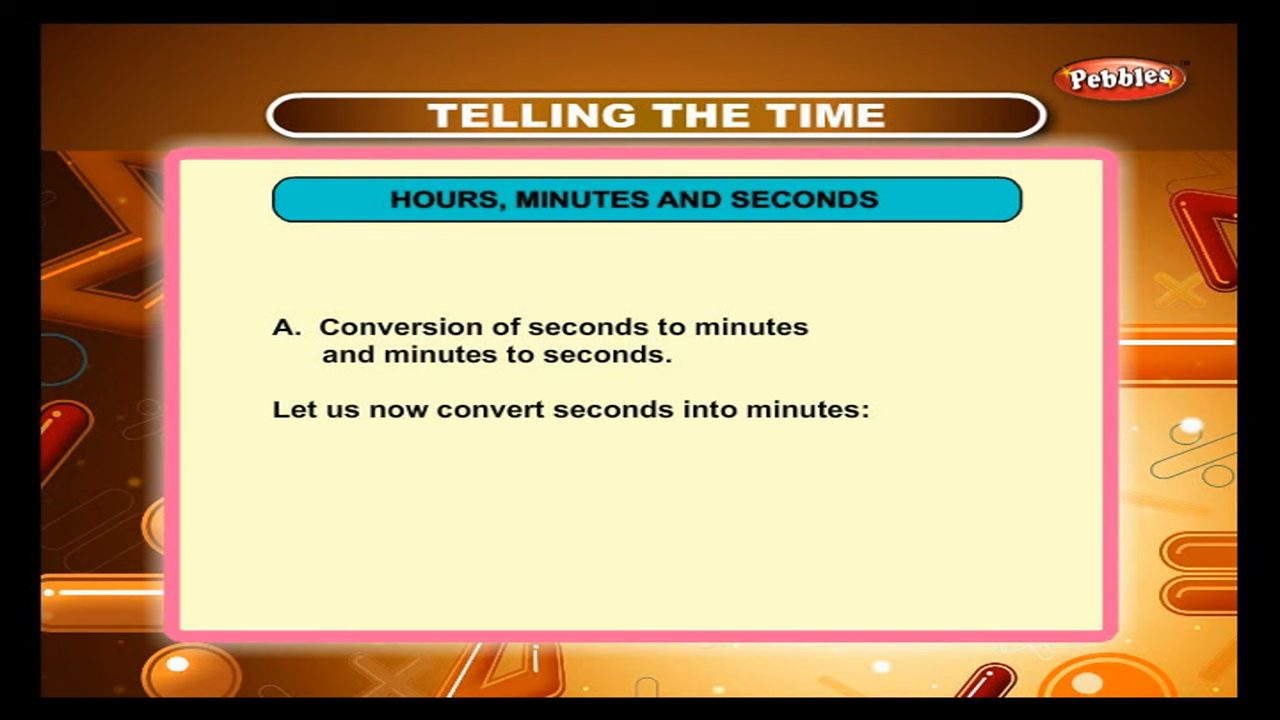 Pebbles™
TELLING THE TIME
HOURS, MINUTES AND SECONDS
A. Conversion of seconds to minutes
and minutes to seconds.
Let us now convert seconds into minutes: